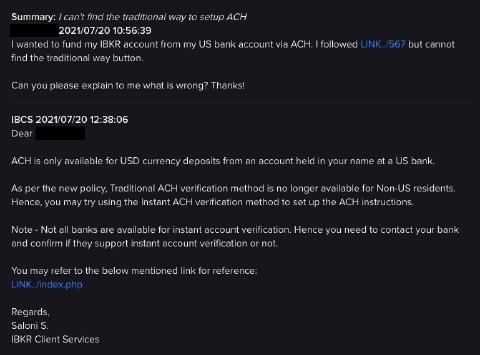 Summary: I can't find the traditional way to setup ACH
2021/07/20 10:56:39
I wanted to fund my IBKR account from my US bank account via ACH. I followed LINK../567 but cannot
find the traditional way button.
Can you please explain to me what is wrong? Thanks!
IBCS 2021/07/20 12:38:06
Dear
ACH is only available for USD currency deposits from an account held in your name at a US bank.
As per the new policy, Traditional ACH verification method is no longer available for Non-US residents.
Hence, you may try using the Instant ACH verification method to set up the ACH instructions.
Note - Not all banks are available for instant account verification. Hence you need to contact your bank
and confirm if they support instant account verification or not.
You may refer to the below mentioned link for reference:
LINK../index.php
Regards,
Saloni S.
IBKR Client Services